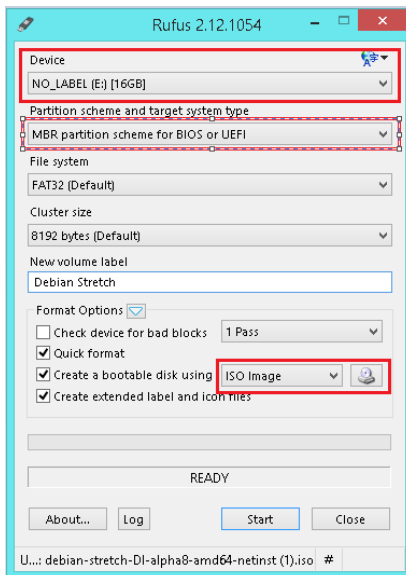 Rufus 2.12.1054
Device
NO_LABEL (E:) [16GB]
Partition scheme and target system type
MBR partition scheme for BIOS or UEFI
File system
FAT32 (Default)
Cluster size
8192 bytes (Default)
New volume label
Debian Stretch
Format Options
Check device for bad blocks 1 Pass
Quick format
Create a bootable disk using ISO Image
Create extended label and icon files
READY
About... Log Start Close
U...: debian-stretch-DI-alpha8-amd64-netinst (1).iso #